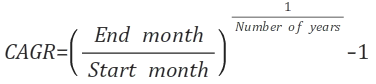 CAGR=(End month / Start month)^(1 / Number of years) -1